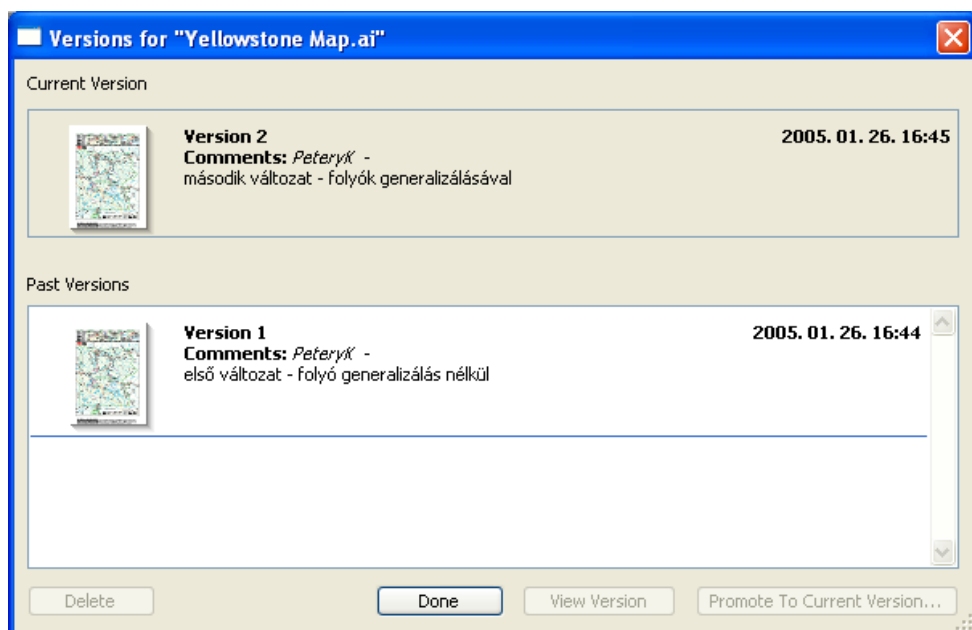 Versions for "Yellowstone Map.ai"
Current Version
Version 2 2005. 01. 26. 16:45
Comments: PeteryK -
második változat - folyók generalizálásával
Past Versions
Version 1 2005. 01. 26. 16:44
Comments: PeteryK -
első változat - folyó generalizálás nélkül
Delete Done View Version Promote To Current Version...